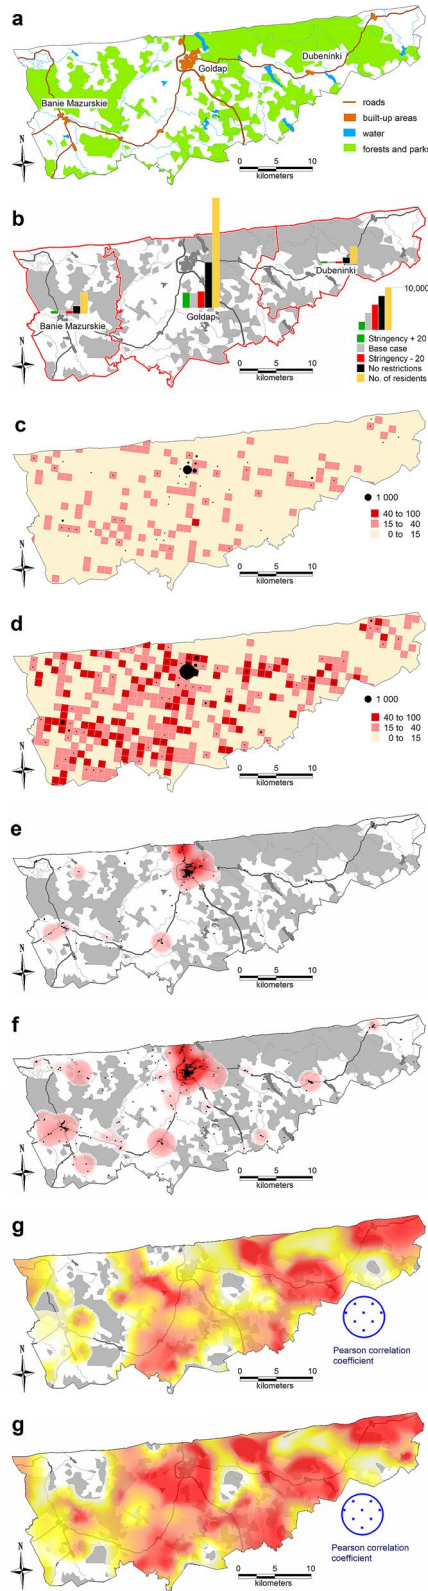 a
Dubeninki
Goldap
Banie Mazurskie
roads
built-up areas
water
forests and parks
N
0 5 10
kilometers
b
Dubeninki
10,000
Banie Mazurskie
Goldap
Stringency + 20
Base case
Stringency - 20
No restrictions
No. of residents
N
c
1 000
40 to 100
15 to 40
0 to 15
N
0 5 10
kilometers
d
1 000
40 to 100
15 to 40
0 to 15
N
0 5 10
kilometers
e
N
0 5 10
kilometers
f
N
0 5 10
kilometers
g
Pearson correlation
coefficient
N
0 5 10
kilometers
g
Pearson correlation
coefficient
N
0 5 10
kilometers